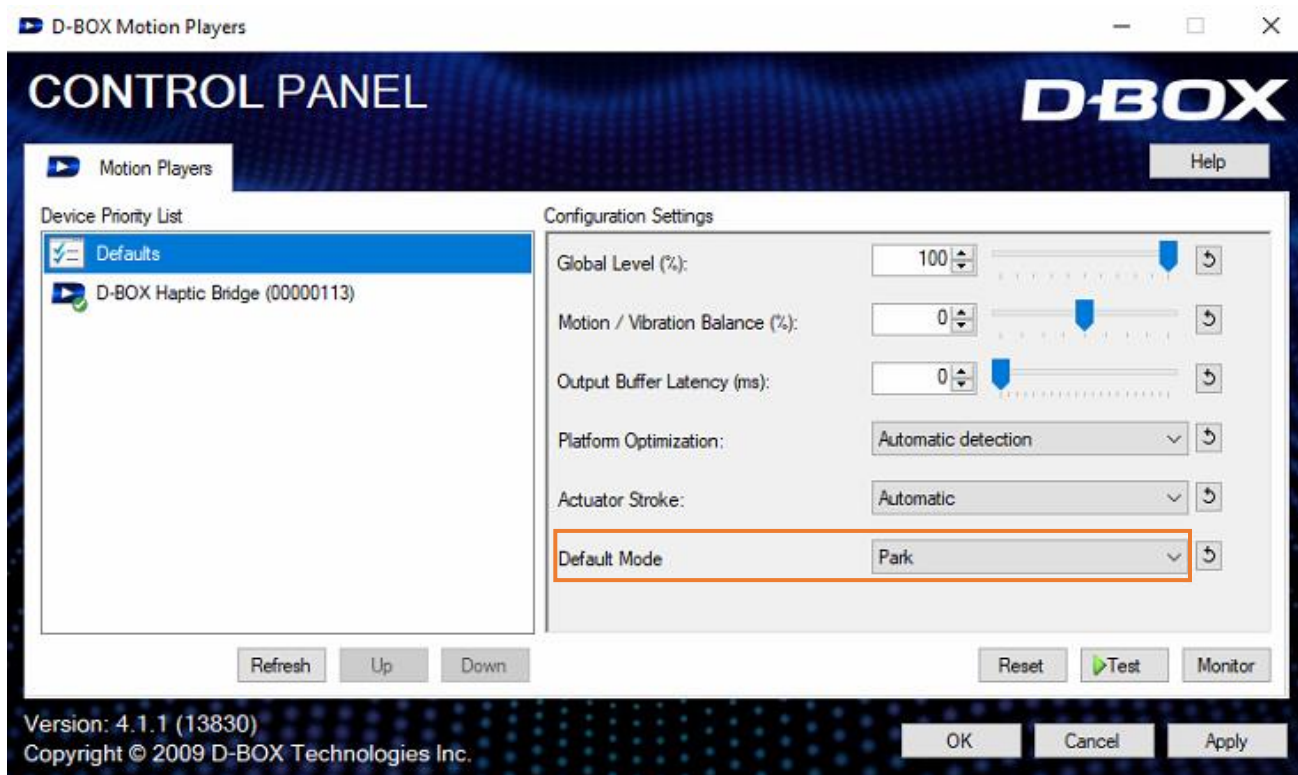 D-BOX Motion Players
CONTROL PANEL
D-BOX
Motion Players
Help
Device Priority List
Defaults
D-BOX Haptic Bridge (00000113)
Configuration Settings
Global Level (%): 100
Motion / Vibration Balance (%): 0
Output Buffer Latency (ms): 0
Platform Optimization: Automatic detection
Actuator Stroke: Automatic
Default Mode Park
Refresh Up Down
Reset Test Monitor
Version: 4.1.1 (13830)
Copyright © 2009 D-BOX Technologies Inc.
OK Cancel Apply